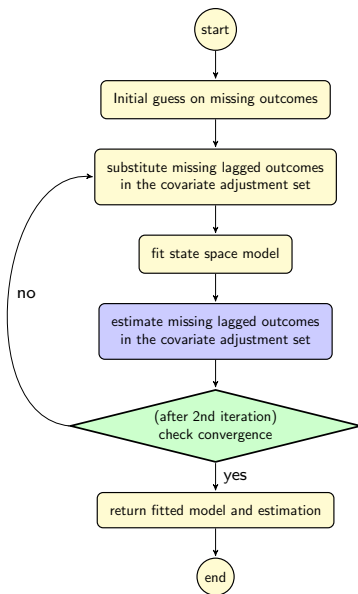 start
Initial guess on missing outcomes
substitute missing lagged outcomes
in the covariate adjustment set
fit state space model
no
estimate missing lagged outcomes
in the covariate adjustment set
(after 2nd iteration)
check convergence
yes
return fitted model and estimation
end